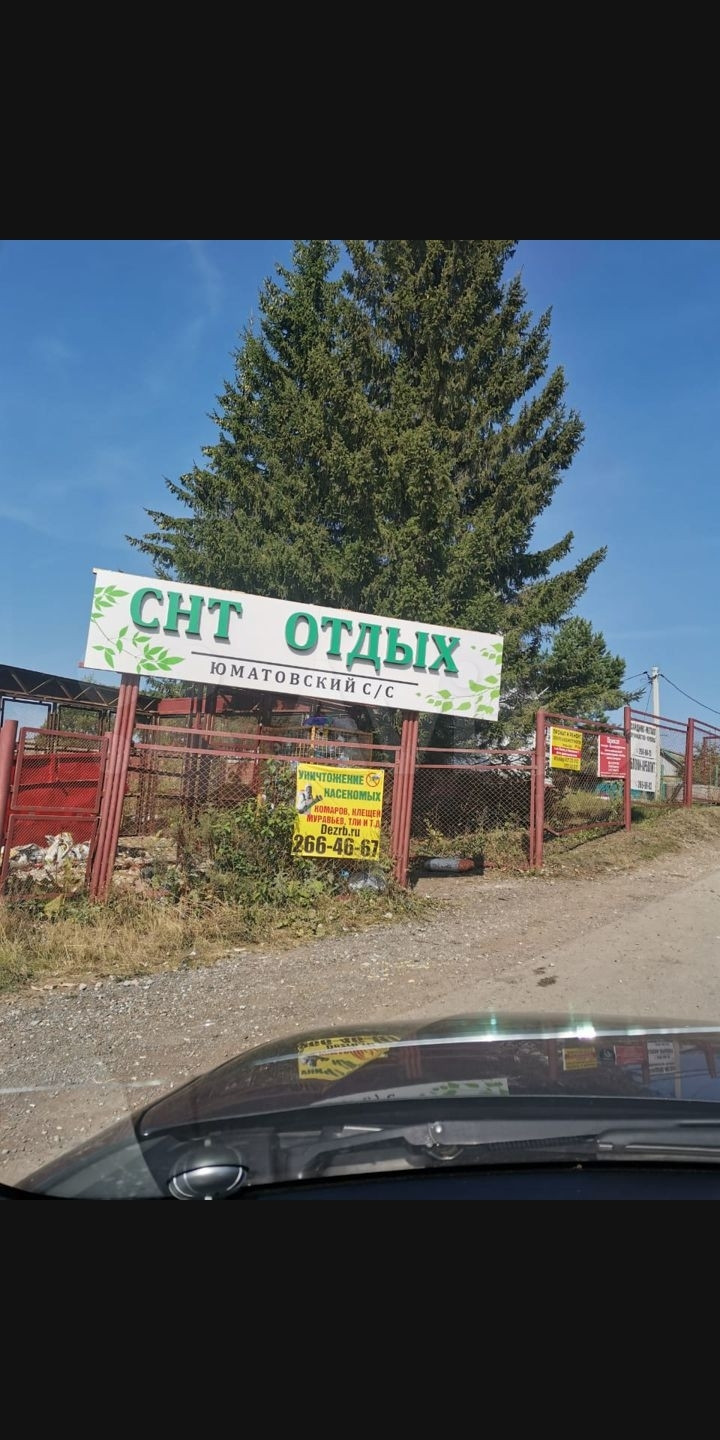 СНТ ОТДЫХ
ЮМАТОВСКИЙ С/С
УНИЧТОЖЕНИЕ
НАСЕКОМЫХ
КОМАРОВ, КЛЕЩЕЙ
МУРАВЬЕВ, ТЛИ И Т.Д.
Dezrb.ru
266-46-67